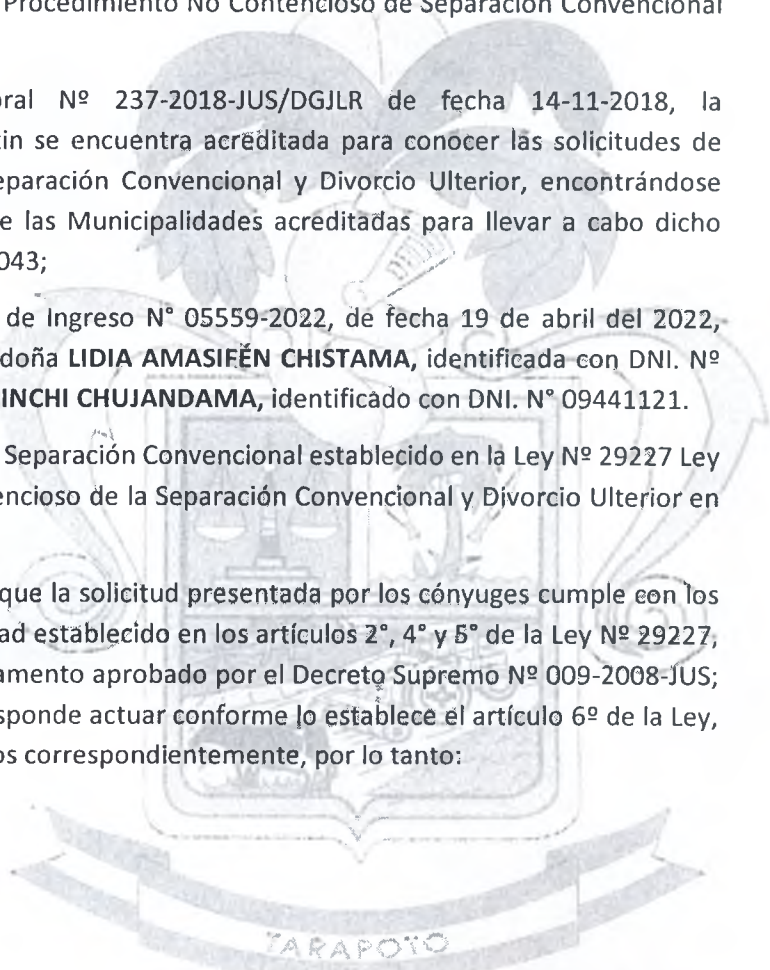 Procedimiento No Contencioso de Separación Convencional
oral Nº 237-2018-JUS/DGJLR de fecha 14-11-2018, la
tin se encuentra acreditada para conocer las solicitudes de
eparación Convencional y Divorcio Ulterior, encontrándose
e las Municipalidades acreditadas para llevar a cabo dicho
043;
de Ingreso N° 05559-2022, de fecha 19 de abril del 2022,
doña LIDIA AMASIFÉN CHISTAMA, identificada con DNI. Nº
INCHI CHUJANDAMA, identificado con DNI. N° 09441121.
Separación Convencional establecido en la Ley Nº 29227 Ley
encioso de la Separación Convencional y Divorcio Ulterior en
que la solicitud presentada por los cónyuges cumple con los
ad establecido en los artículos 2°, 4° y 5° de la Ley Nº 29227,
amento aprobado por el Decreto Supremo Nº 009-2008-JUS;
sponde actuar conforme lo establece el artículo 6º de la Ley,
os correspondientemente, por lo tanto:
TARAPOTO